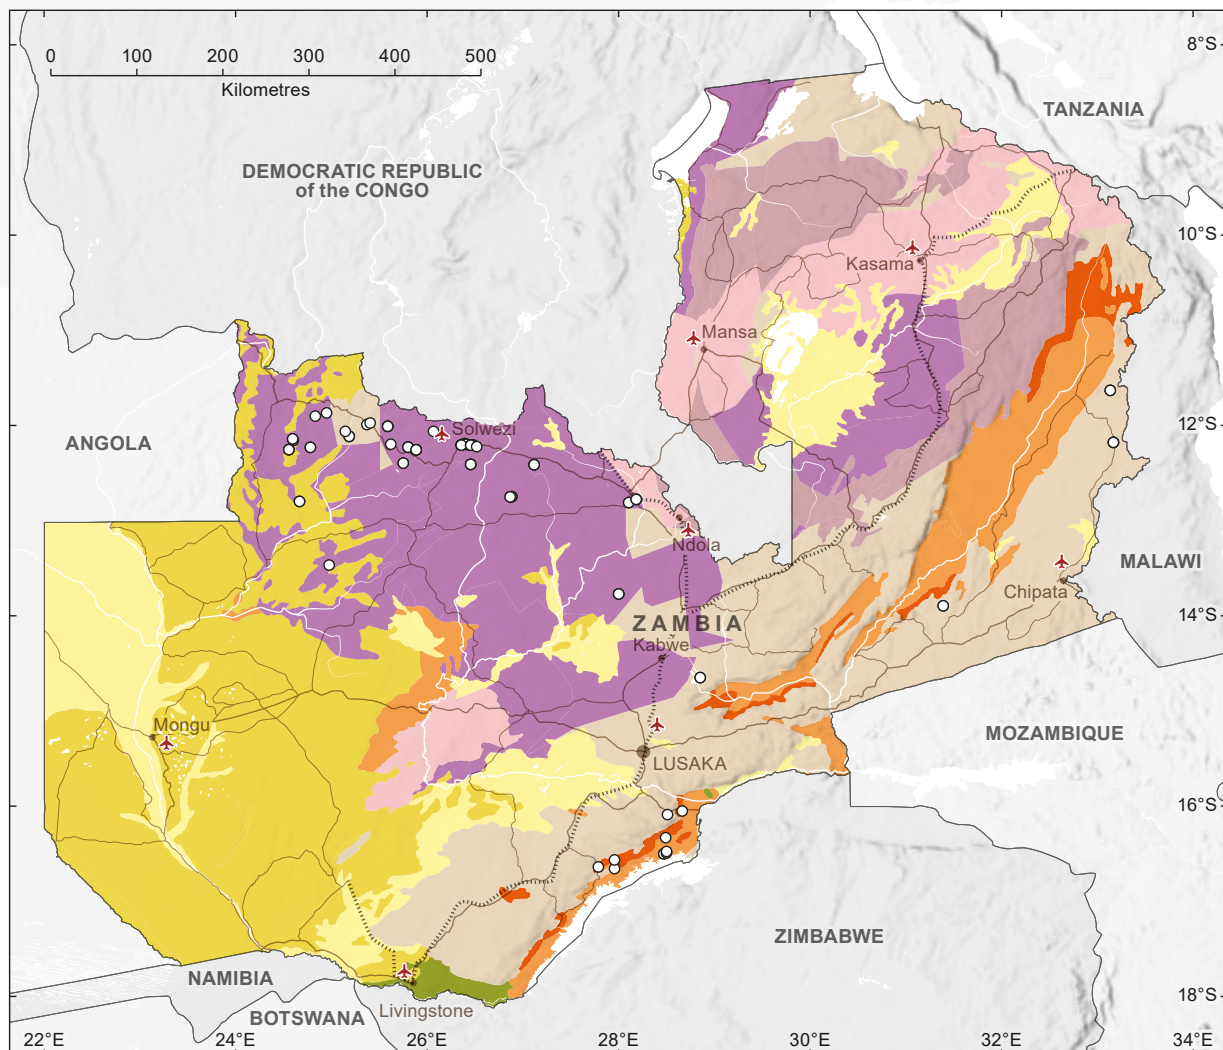 0 100 200 300 400 500
Kilometres
8°S
TANZANIA
DEMOCRATIC REPUBLIC
of the CONGO
10°S
Kasama
Mansa
12°S
Solwezi
ANGOLA
Ndola
MALAWI
Chipata
14°S
ZAMBIA
Kabwe
Mongu
MOZAMBIQUE
LUSAKA
16°S
ZIMBABWE
NAMIBIA
18°S
Livingstone
BOTSWANA
22°E 24°E 26°E 28°E 30°E 32°E 34°E